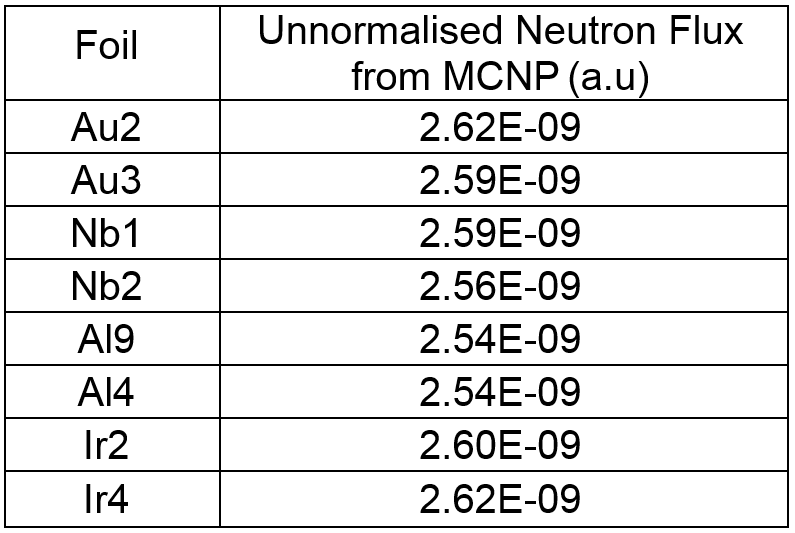 Foil
Unnormalised Neutron Flux
from MCNP (a.u)
Au2 2.62E-09
Au3 2.59E-09
Nb1 2.59E-09
Nb2 2.56E-09
Al9 2.54E-09
Al4 2.54E-09
Ir2 2.60E-09
Ir4 2.62E-09